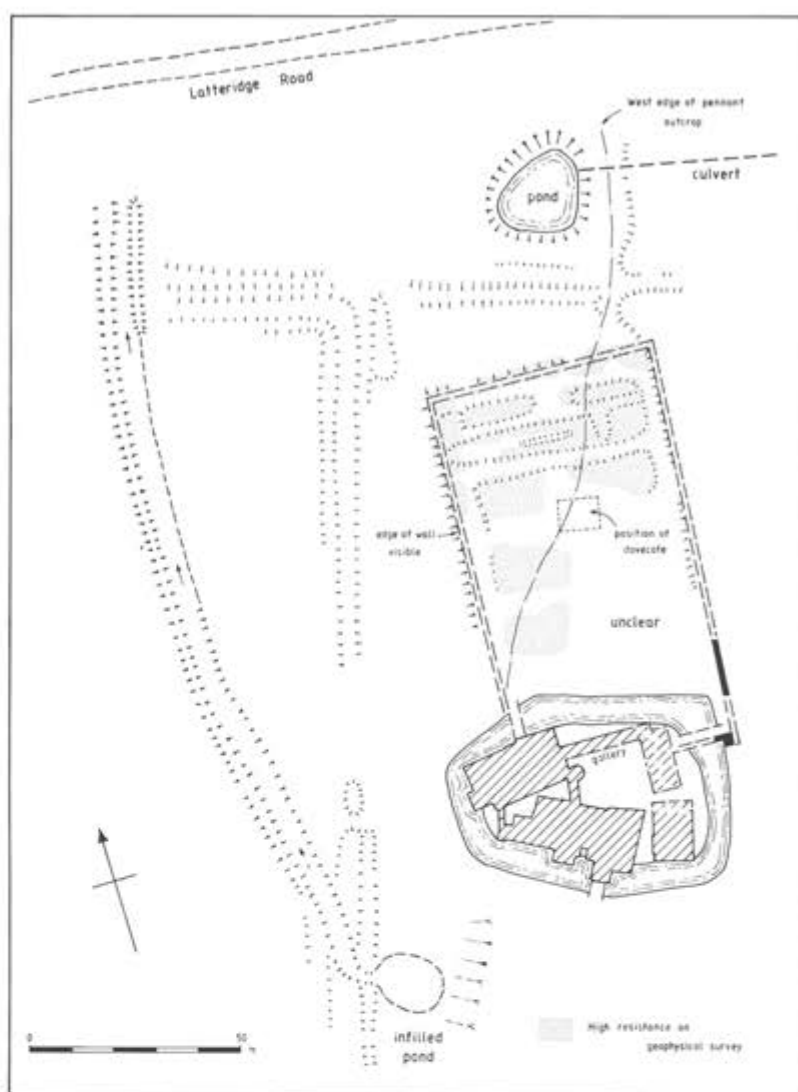 Latteridge Road
West edge of pennant
outcrop
culvert
pond
edge of wall
visible
position of
dovecote
unclear
gallery
infilled
pond
0
50
High resistance on
geophysical survey